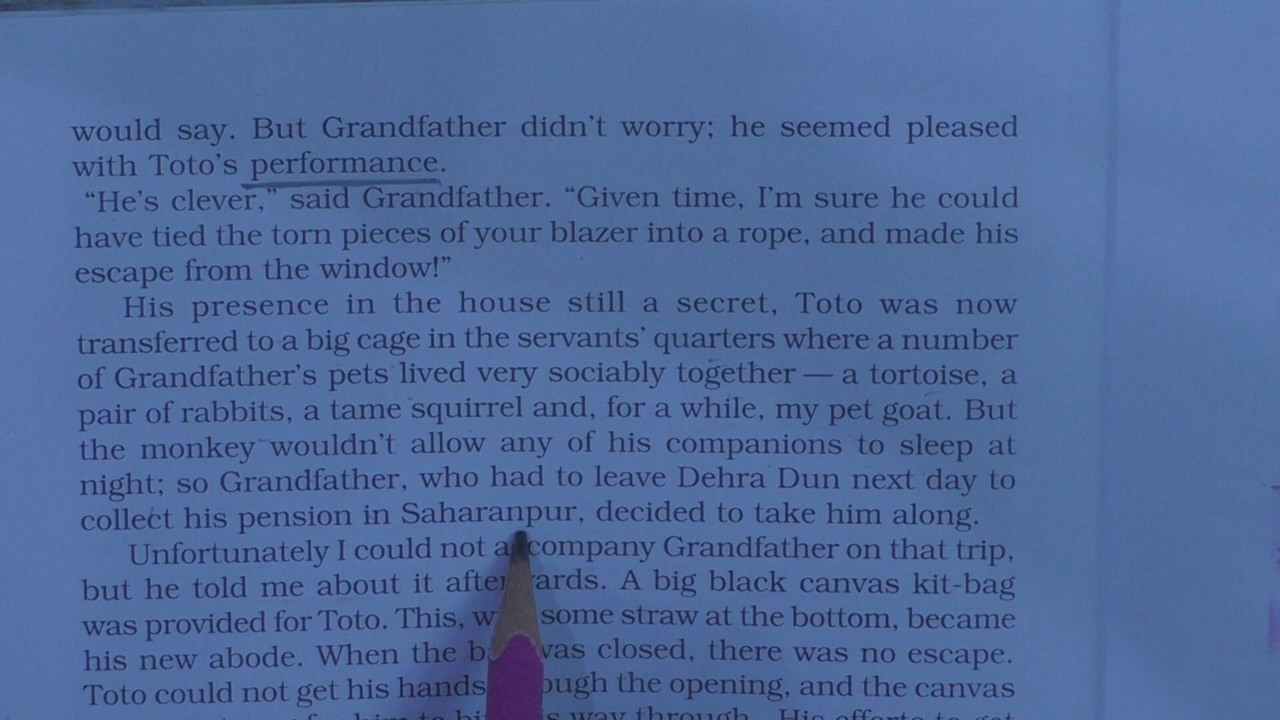 would say. But Grandfather didn't worry; he seemed pleased
with Toto's performance.
“He's clever,” said Grandfather. “Given time, I'm sure he could
have tied the torn pieces of your blazer into a rope, and made his
escape from the window!”
His presence in the house still a secret, Toto was now
transferred to a big cage in the servants' quarters where a number
of Grandfather's pets lived very sociably together — a tortoise, a
pair of rabbits, a tame squirrel and, for a while, my pet goat. But
the monkey wouldn't allow any of his companions to sleep at
night; so Grandfather, who had to leave Dehra Dun next day to
collect his pension in Saharanpur, decided to take him along.
Unfortunately I could not accompany Grandfather on that trip,
but he told me about it afterwards. A big black canvas kit-bag
was provided for Toto. This, some straw at the bottom, became
his new abode. When the was closed, there was no escape.
Toto could not get his hands the opening, and the canvas
way through. His efforts to get